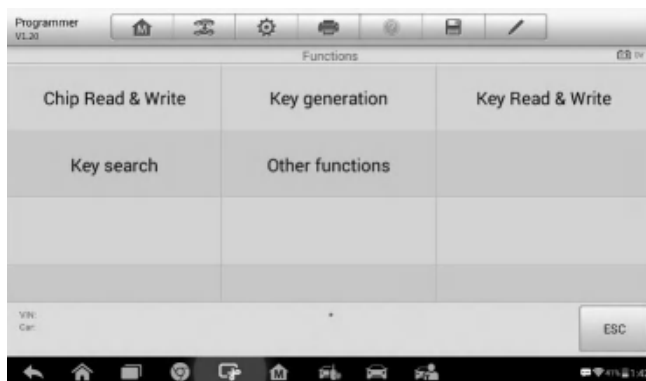 Programmer
V1.20
Functions
Chip Read & Write
Key generation
Key Read & Write
Key search
Other functions
VIN:
Car:
ESC
41%